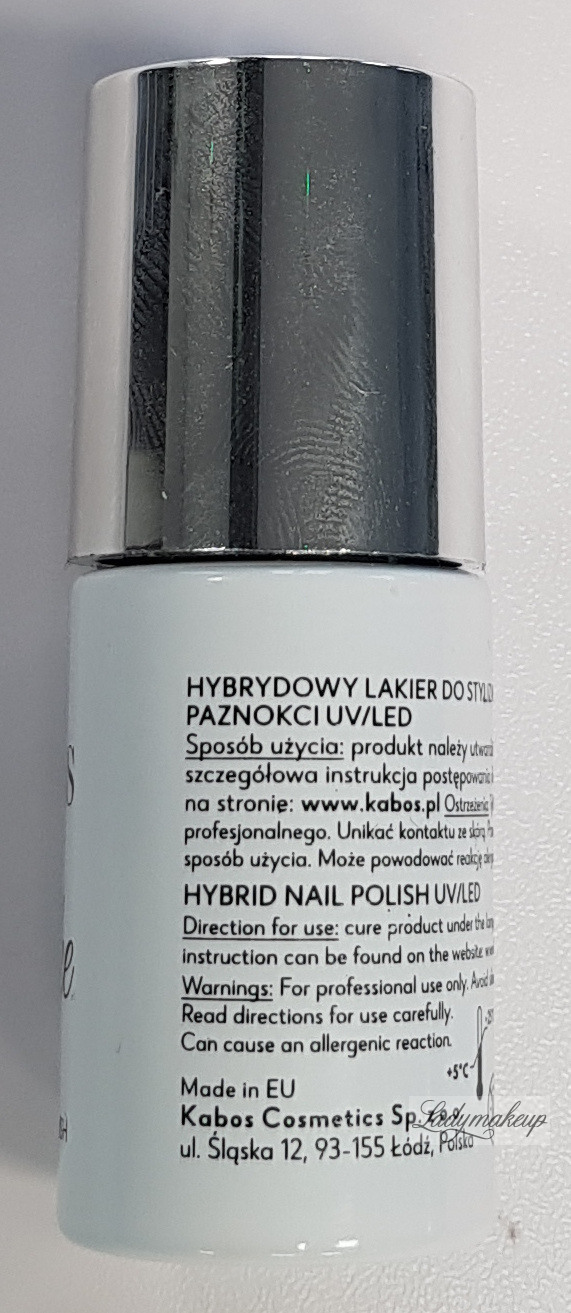 HYBRYDOWY LAKIER DO
PAZNOKCI UV/LED
Sposób użycia: produkt należy
szczegółowa instrukcja
na stronie: www.kabos.pl Ostrzeżenia
profesjonalnego. Unikać kontaktu ze skórą
sposób użycia. Może powodować reakcję
HYBRID NAIL POLISH UV/LED
Direction for use: cure product under the
instruction can be found on the website:
Warnings: For professional use only. Avoid
Read directions for use carefully.
Can cause an allergenic reaction.
+5°C
Made in EU
Kabos Cosmetics Sp.
ul. Śląska 12, 93-155 Łódź, Polska
Ladymakeup